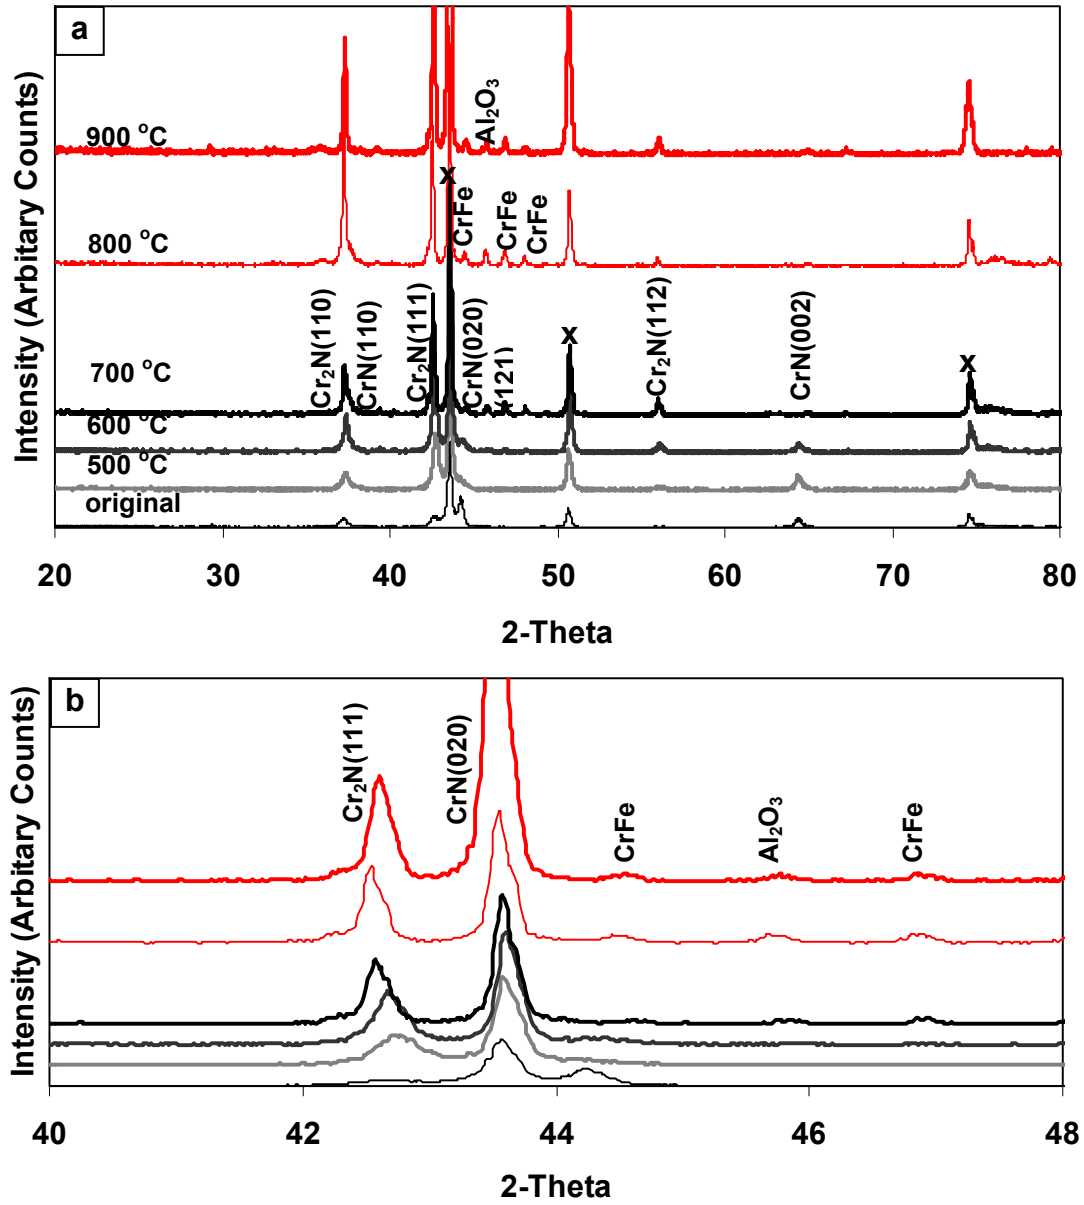 a
Intensity (Arbitary Counts)
900 °C
Al₂O₃
x
CrFe
CrFe
CrFe
800 °C
Cr₂N(110)
CrN(110)
Cr₂N(111)
CrN(020)
(121)
x
Cr₂N(112)
CrN(002)
x
700 °C
600 °C
500 °C
original
20 30 40 50 60 70 80
2-Theta
b
Intensity (Arbitary Counts)
Cr₂N(111)
CrN(020)
CrFe
Al₂O₃
CrFe
40 42 44 46 48
2-Theta